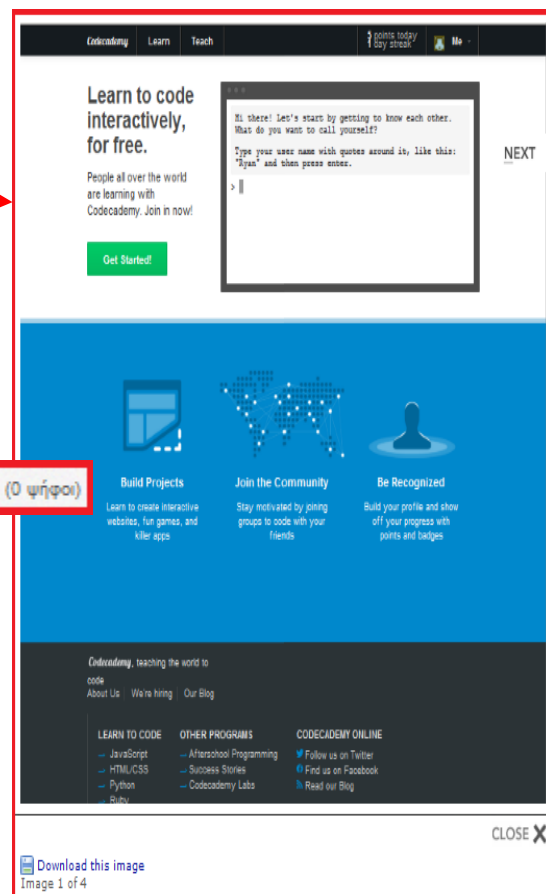 Codecademy Learn Teach 3 points today Me
1 day streak
Learn to code
interactively,
for free.
People all over the world
are learning with
Codecademy. Join in now!
Get Started!
Hi there! Let's start by getting to know each other.
What do you want to call yourself?
Type your user name with quotes around it, like this:
"Ryan" and then press enter.
>
NEXT
(0 ψήφοι)
Build Projects
Learn to create interactive
websites, fun games, and
killer apps
Join the Community
Stay motivated by joining
groups to code with your
friends
Be Recognized
Build your profile and show
off your progress with
points and badges
Codecademy, teaching the world to
code
About Us We're hiring Our Blog
LEARN TO CODE
JavaScript
HTML/CSS
Python
Ruby
OTHER PROGRAMS
Afterschool Programming
Success Stories
Codecademy Labs
CODECADEMY ONLINE
Follow us on Twitter
Find us on Facebook
Read our Blog
CLOSE X
Download this image
Image 1 of 4